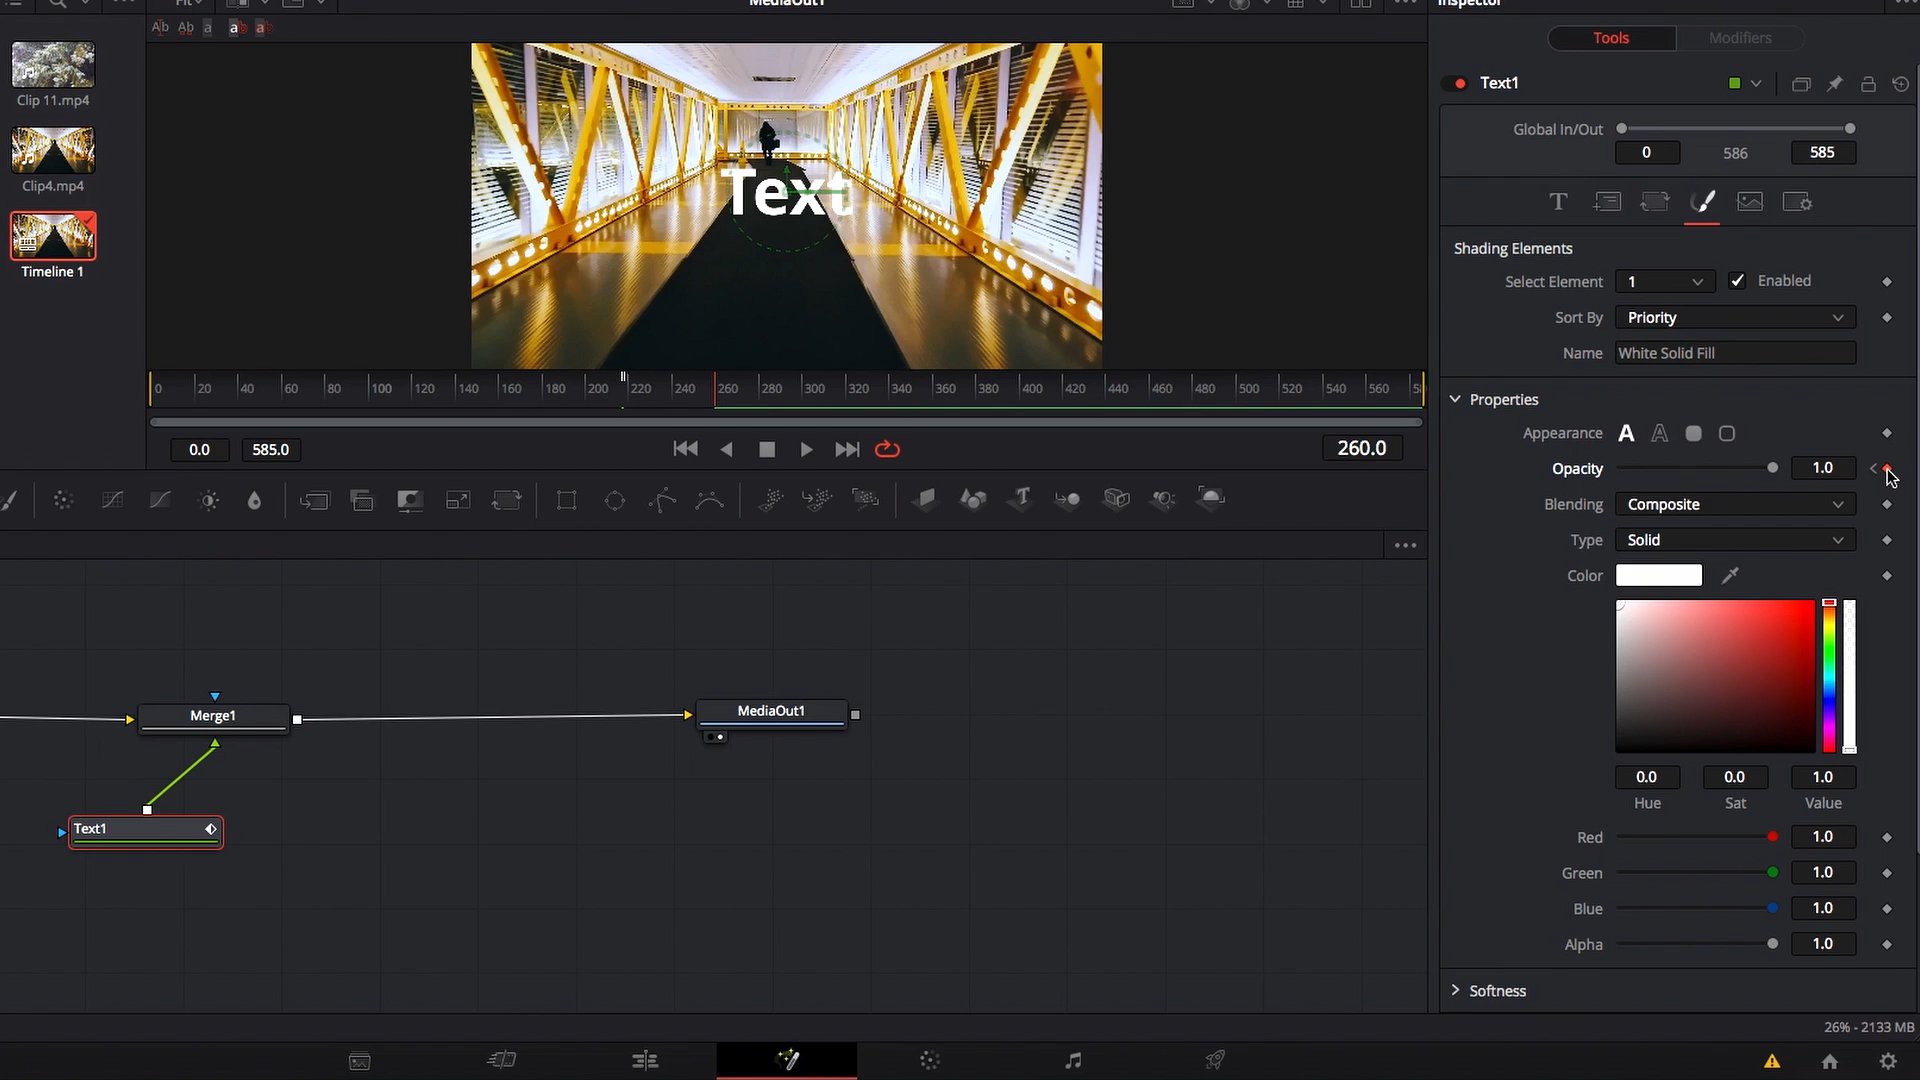 Fit
MediaOut1
Inspector
Ab Ab a ab ab
Tools
Modifiers
Clip 11.mp4
Text1
Global In/Out
0
586
585
Clip4.mp4
Text
T
Timeline 1
Shading Elements
Select Element
1
Enabled
Sort By
Priority
Name
White Solid Fill
0 20 40 60 80 100 120 140 160 180 200 220 240 260 280 300 320 340 360 380 400 420 440 460 480 500 520 540 560
Properties
Appearance
A A
0.0
585.0
260.0
Opacity
1.0
Blending
Composite
Type
Solid
Color
Merge1
MediaOut1
0.0
0.0
1.0
Hue
Sat
Value
Text1
Red
1.0
Green
1.0
Blue
1.0
Alpha
1.0
Softness
26% - 2133 MB